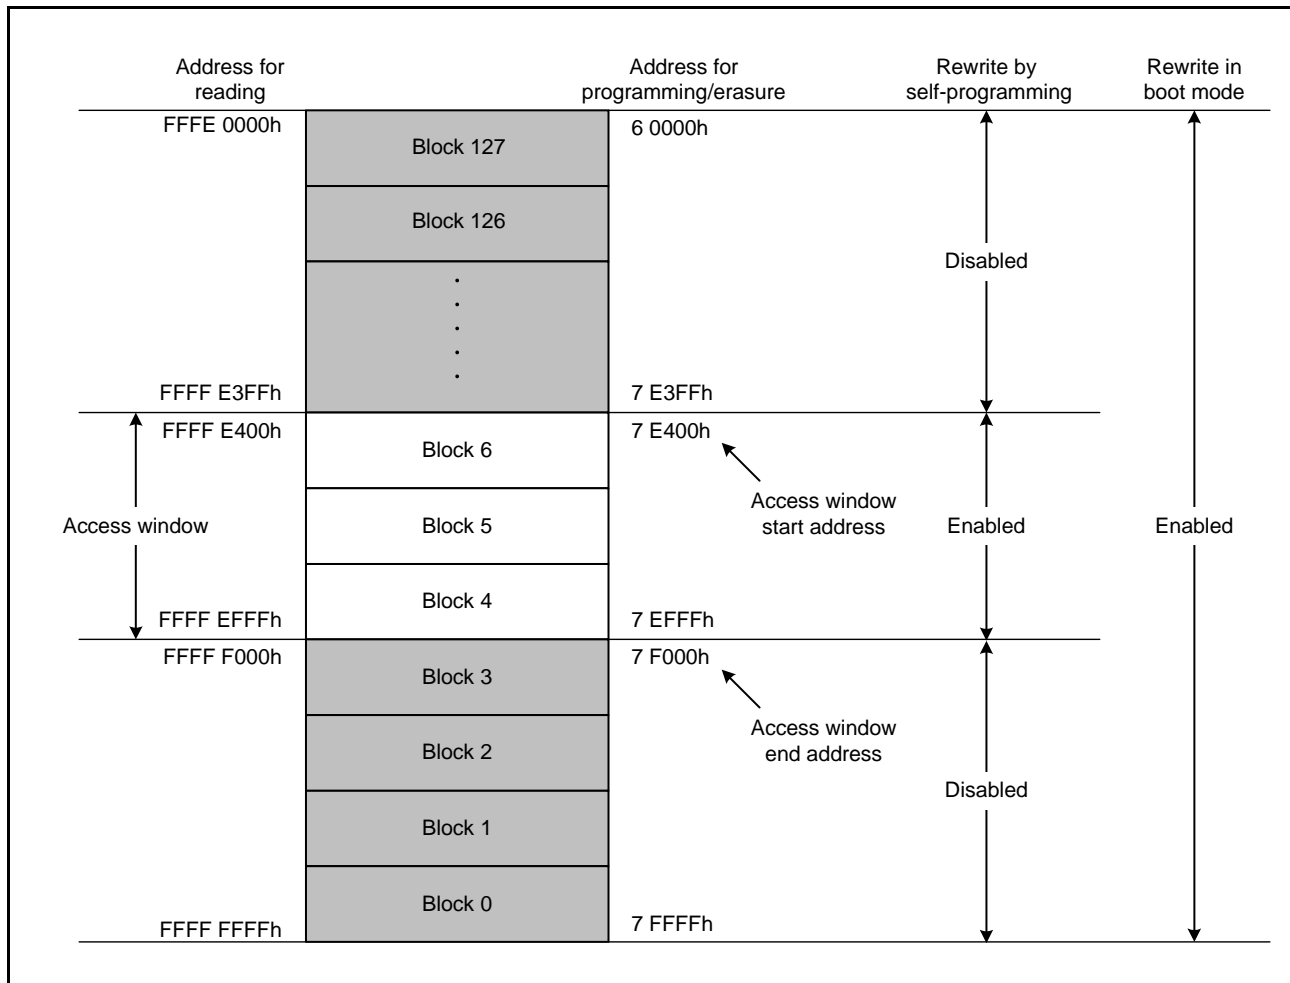 Address for reading
Address for programming/erasure
Rewrite by self-programming
Rewrite in boot mode
FFFE 0000h
6 0000h
Block 127
Block 126
Disabled
FFFF E3FFh
7 E3FFh
FFFF E400h
7 E400h
Block 6
Access window start address
Access window
Block 5
Enabled
Enabled
Block 4
FFFF EFFFh
7 EFFFh
FFFF F000h
7 F000h
Block 3
Access window end address
Block 2
Disabled
Block 1
Block 0
FFFF FFFFh
7 FFFFh